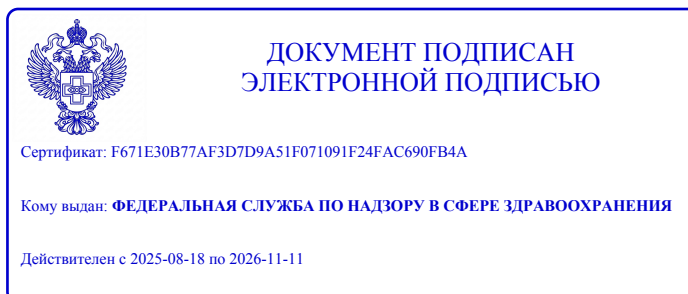 ДОКУМЕНТ ПОДПИСАН
ЭЛЕКТРОННОЙ ПОДПИСЬЮ
Сертификат: F671E30B77AF3D7D9A51F071091F24FAC690FB4A
Кому выдан: ФЕДЕРАЛЬНАЯ СЛУЖБА ПО НАДЗОРУ В СФЕРЕ ЗДРАВООХРАНЕНИЯ
Действителен с 2025-08-18 по 2026-11-11